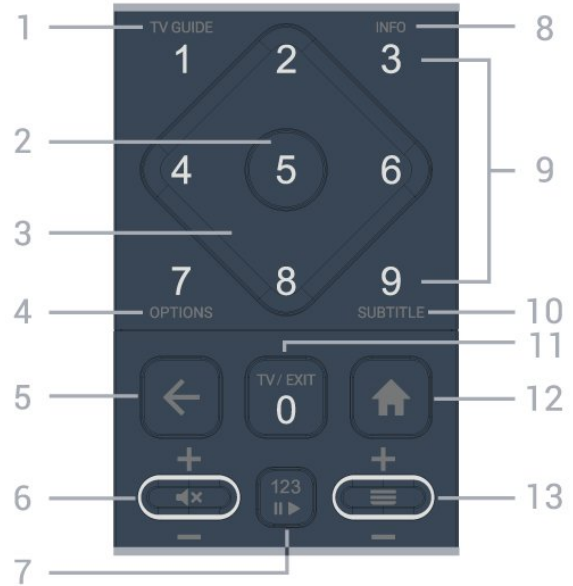 1 TV GUIDE INFO 8
1 2 3
2
9
4 5 6
3
7 8 9
4 OPTIONS SUBTITLE 10
11
TV / EXIT
5 0 12
+ +
6 13
123
7
− −